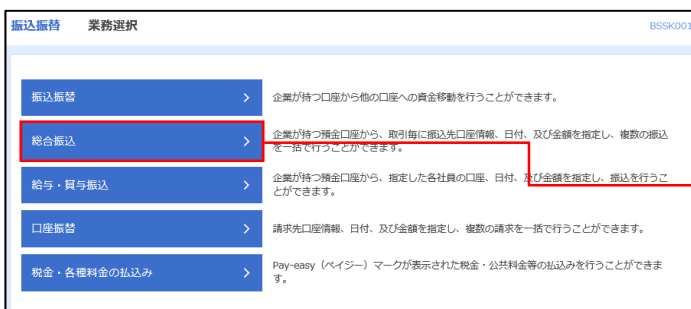 振込振替 業務選択 BSSK001
振込振替 企業が持つ口座から他の口座への資金移動を行うことができます。
総合振込 企業が持つ預金口座から、取引毎に振込先口座情報、日付、及び金額を指定し、複数の振込
を一括で行うことができます。
給与・賞与振込 企業が持つ預金口座から、指定した各社員の口座、日付、及び金額を指定し、振込を行うこ
とができます。
口座振替 請求先口座情報、日付、及び金額を指定し、複数の請求を一括で行うことができます。
税金・各種料金の払込み Pay-easy（ペイジー）マークが表示された税金・公共料金等の払込みを行うことができま
す。